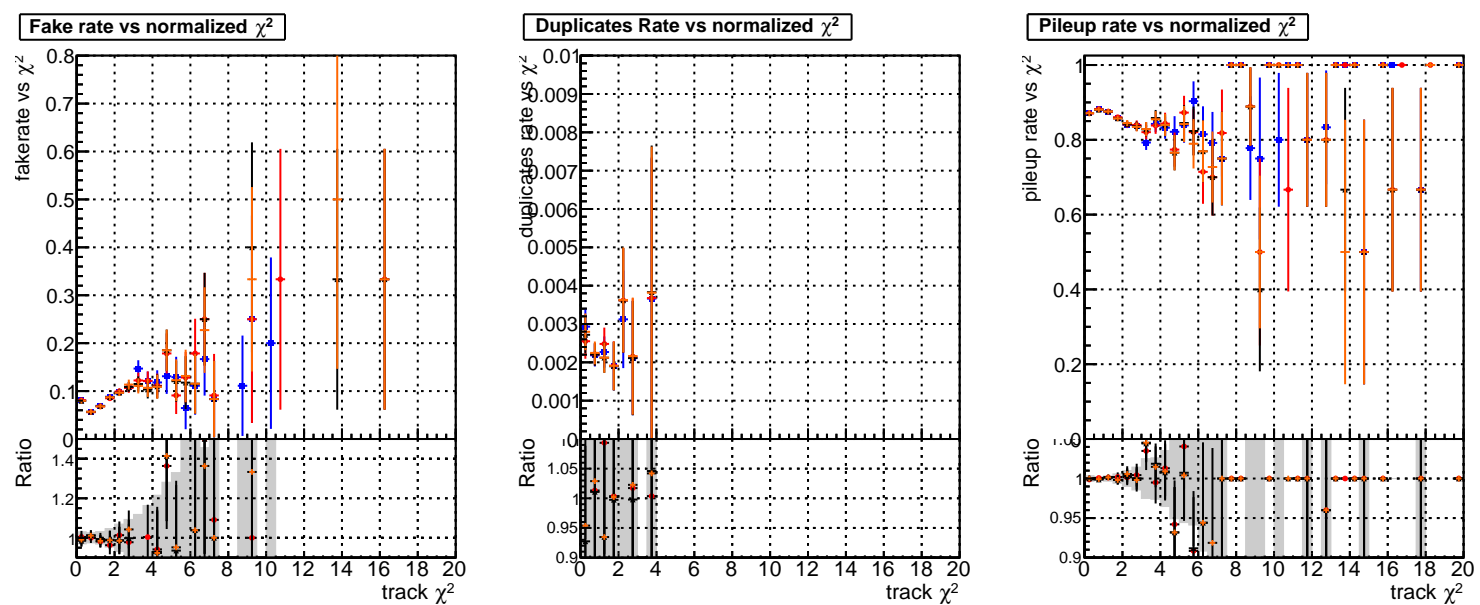 Fake rate vs normalized χ²
fakerate vs χ²
0.8
0.7
0.6
0.5
0.4
0.3
0.2
0.1
0
Ratio
1.4
1.2
1
0 2 4 6 8 10 12 14 16 18 20
track χ²
Duplicates Rate vs normalized χ²
duplicates rate vs χ²
0.01
0.009
0.008
0.007
0.006
0.005
0.004
0.003
0.002
0.001
0
Ratio
1.05
1
0.95
0.9
0 2 4 6 8 10 12 14 16 18 20
track χ²
Pileup rate vs normalized χ²
pileup rate vs χ²
1
0.8
0.6
0.4
0.2
0
Ratio
1.05
1
0.95
0.9
0 2 4 6 8 10 12 14 16 18 20
track χ²